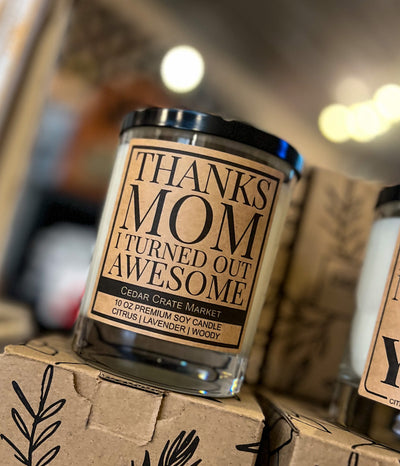 THANKS
MOM
I TURNED OUT
AWESOME
CEDAR CRATE MARKET
10 OZ PREMIUM SOY CANDLE
CITRUS | LAVENDER | WOODY
Y